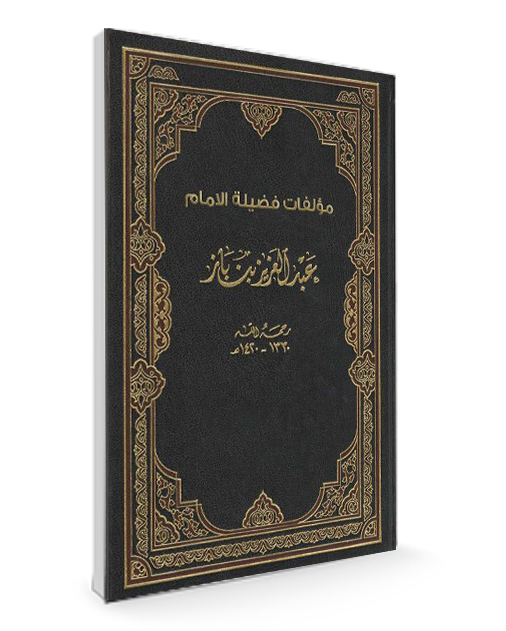 مؤلفات فضيلة الامام
عبد العزيز بن باز
رحمه الله
١٣٣٠ - ١٤٢٠هـ